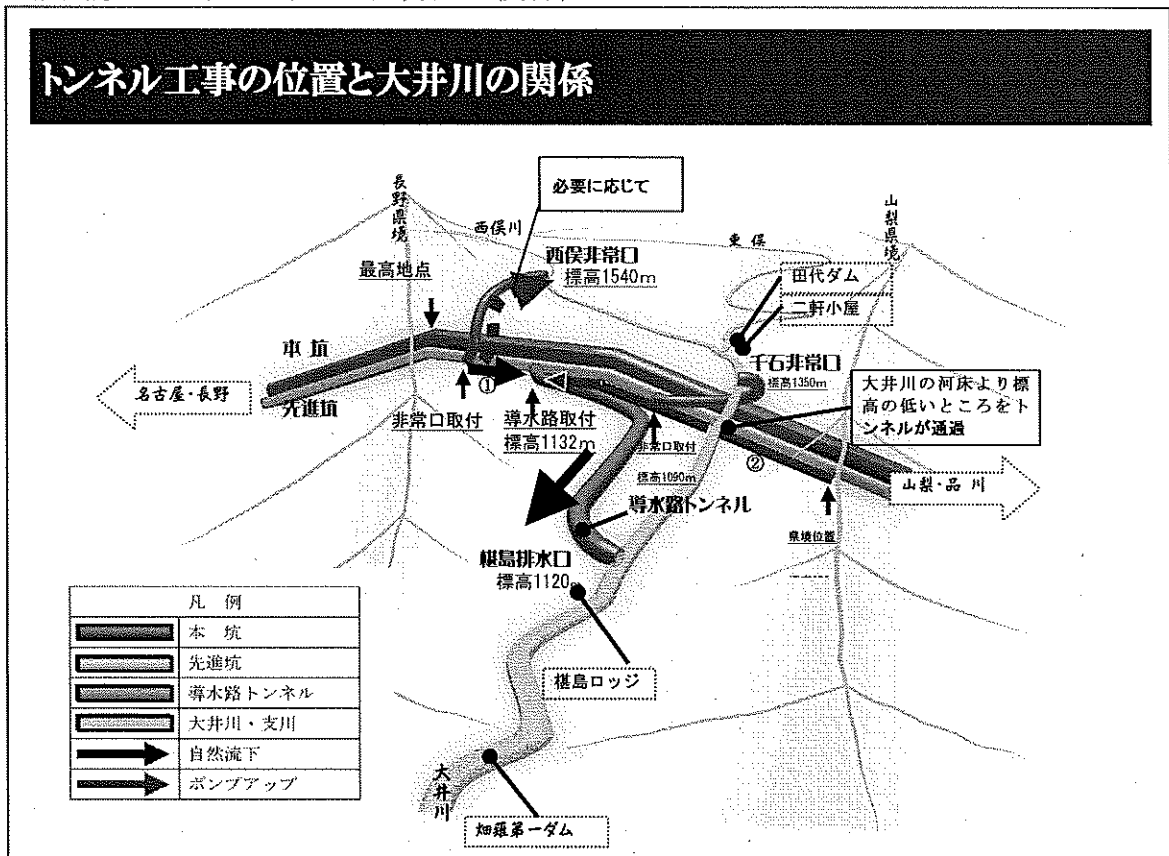 トンネル工事の位置と大井川の関係
必要に応じて
長野県境
西俣川
東俣
山梨県境
西俣非常口
標高1540m
最高地点
田代ダム
二軒小屋
千石非常口
標高1350m
本坑
先進坑
名古屋・長野
①
非常口取付
導水路取付
標高1132m
非常口取付
標高1090m
大井川の河床より標
高の低いところをト
ンネルが通過
②
山梨・品川
県境位置
導水路トンネル
椹島排水口
標高1120m
椹島ロッジ
大井川
畑薙第一ダム
凡例
本坑
先進坑
導水路トンネル
大井川・支川
自然流下
ポンプアップ